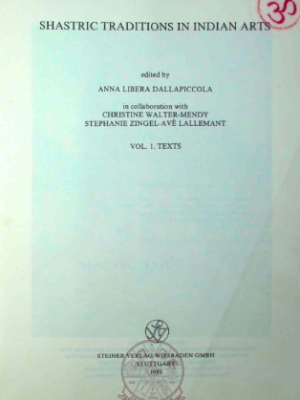 SHASTRIC TRADITIONS IN INDIAN ARTS
edited by
ANNA LIBERA DALLAPICCOLA
in collaboration with
CHRISTINE WALTER-MENDY
STEPHANIE ZINGEL-AVÉ LALLEMANT
VOL. 1. TEXTS
STEINER VERLAG WIESBADEN GMBH
STUTTGART
1989